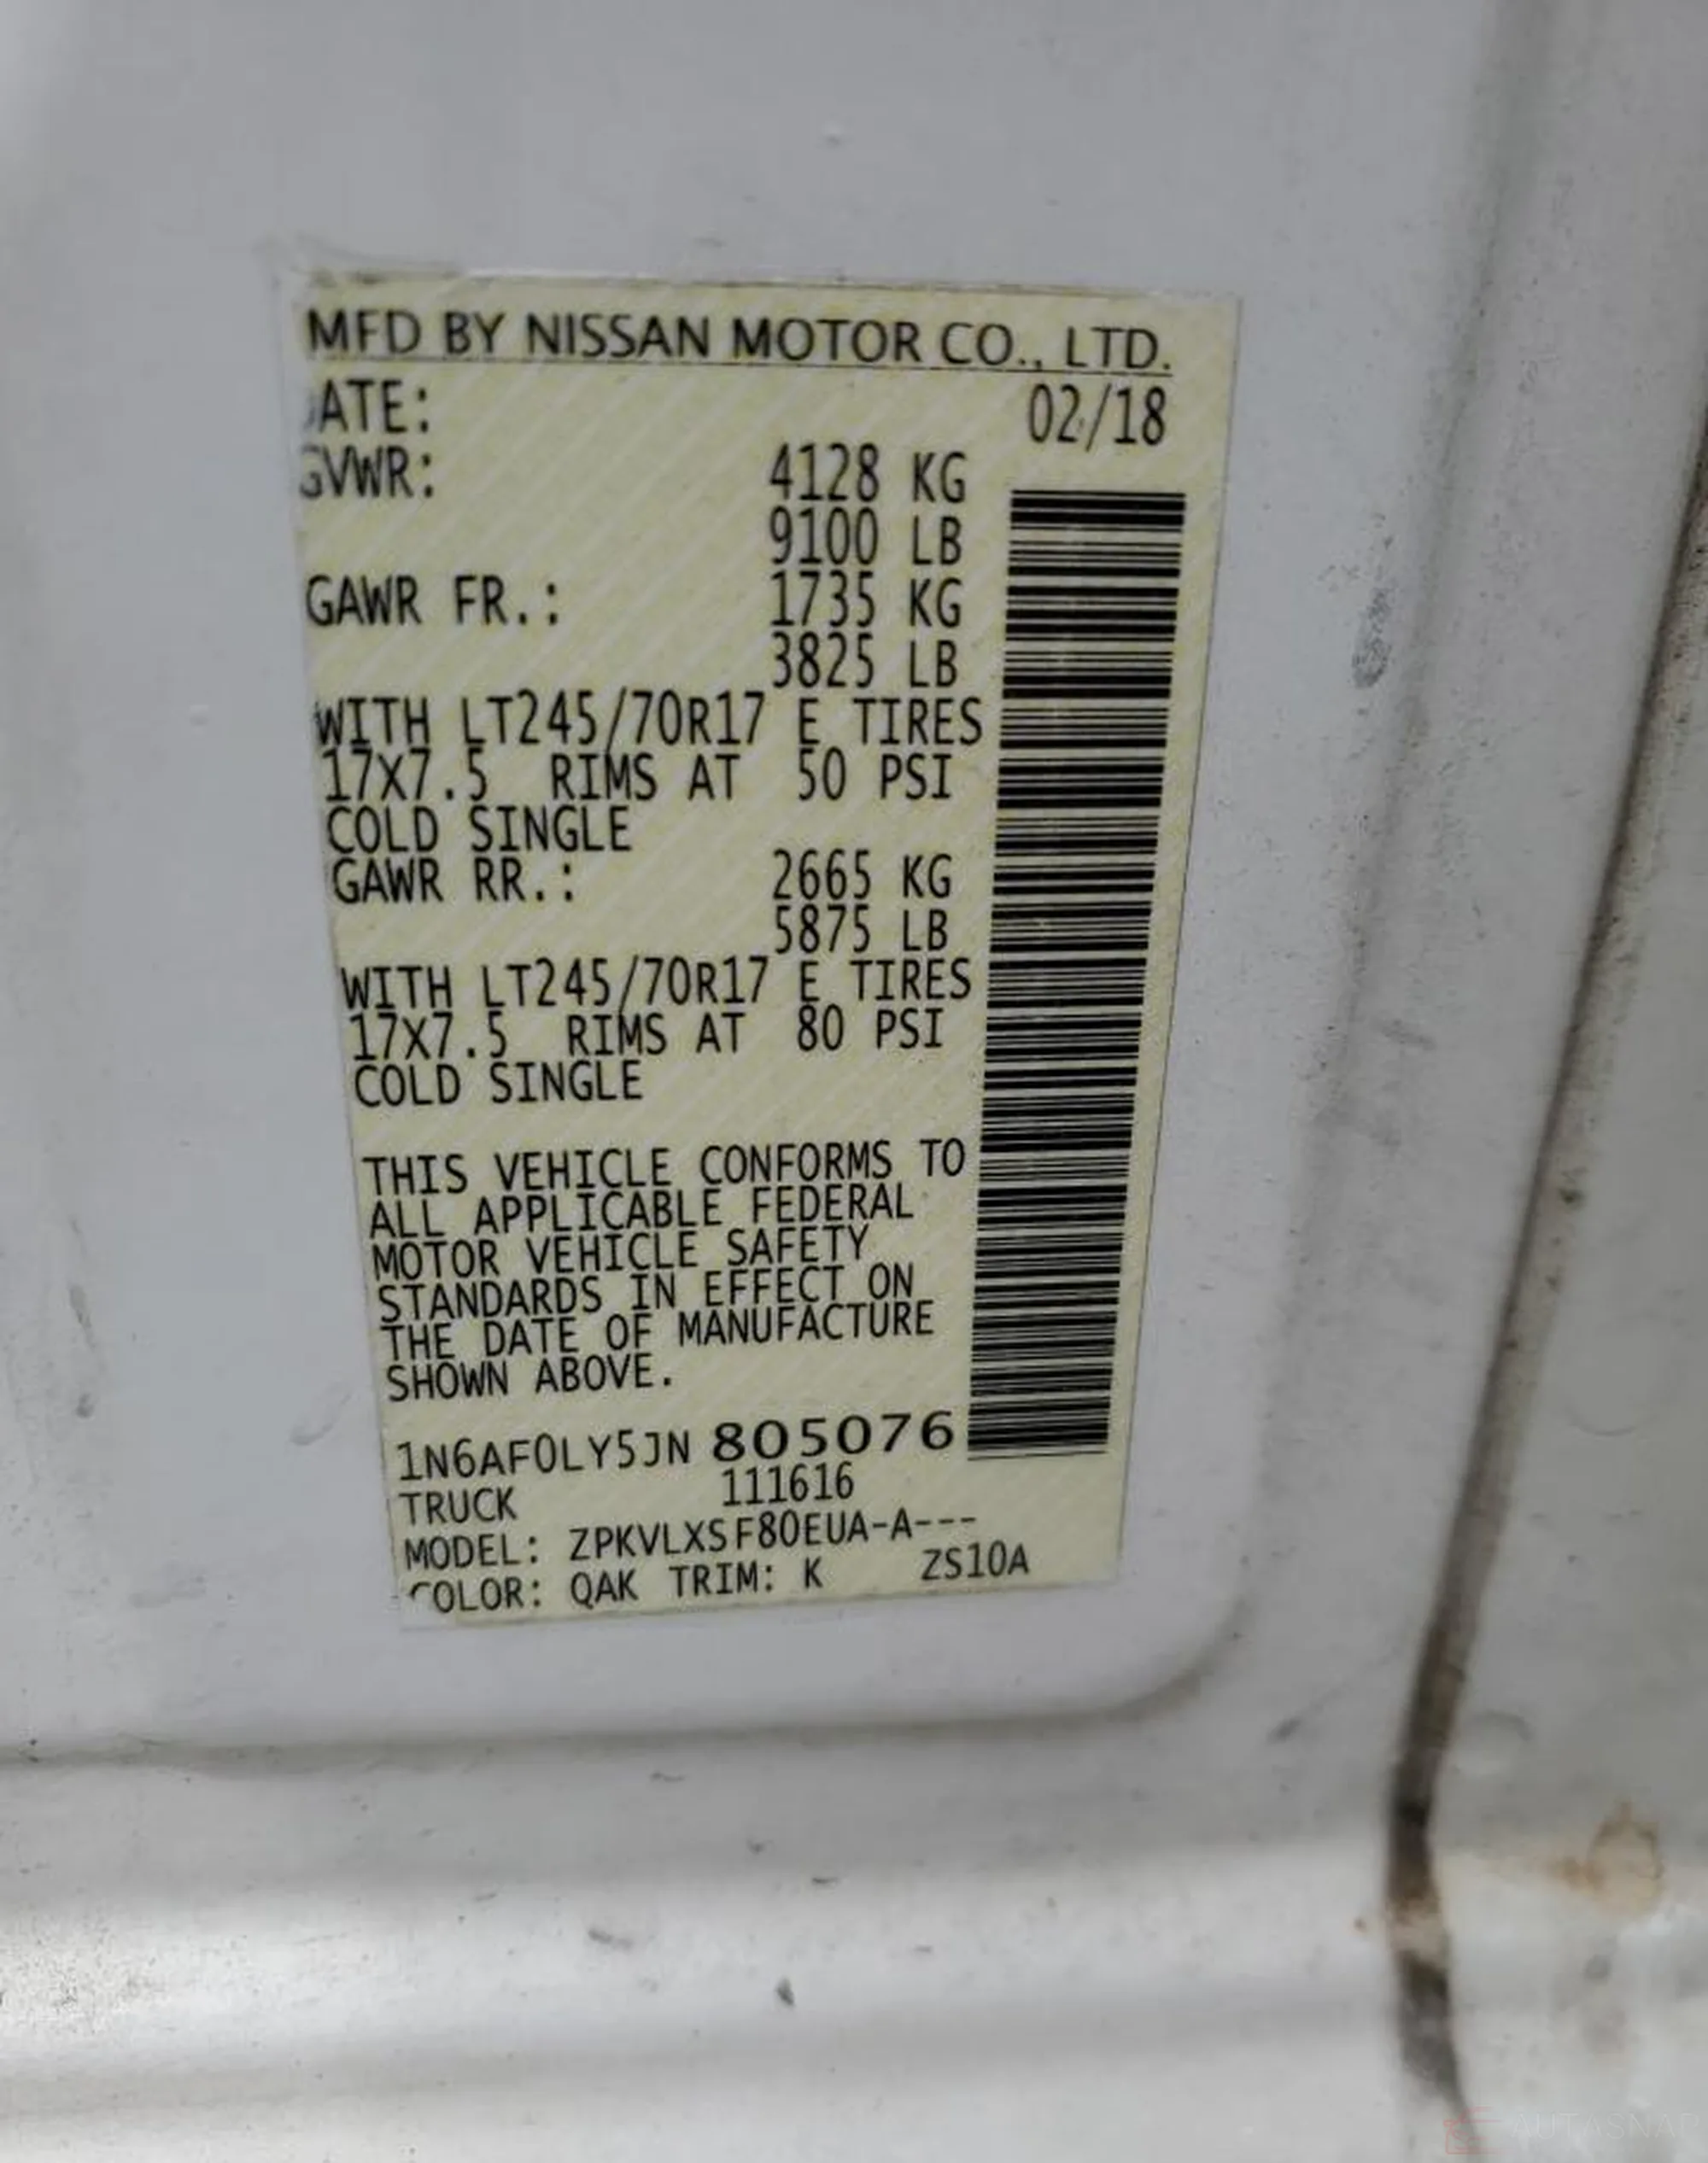 MFD BY NISSAN MOTOR CO., LTD.
DATE: 02/18
GVWR: 4128 KG
9100 LB
GAWR FR.: 1735 KG
3825 LB
WITH LT245/70R17 E TIRES
17X7.5 RIMS AT 50 PSI
COLD SINGLE
GAWR RR.: 2665 KG
5875 LB
WITH LT245/70R17 E TIRES
17X7.5 RIMS AT 80 PSI
COLD SINGLE
THIS VEHICLE CONFORMS TO
ALL APPLICABLE FEDERAL
MOTOR VEHICLE SAFETY
STANDARDS IN EFFECT ON
THE DATE OF MANUFACTURE
SHOWN ABOVE.
1N6AF0LY5JN 805076
TRUCK 111616
MODEL: ZPKVLXSF80EUA-A---
COLOR: QAK TRIM: K ZS10A